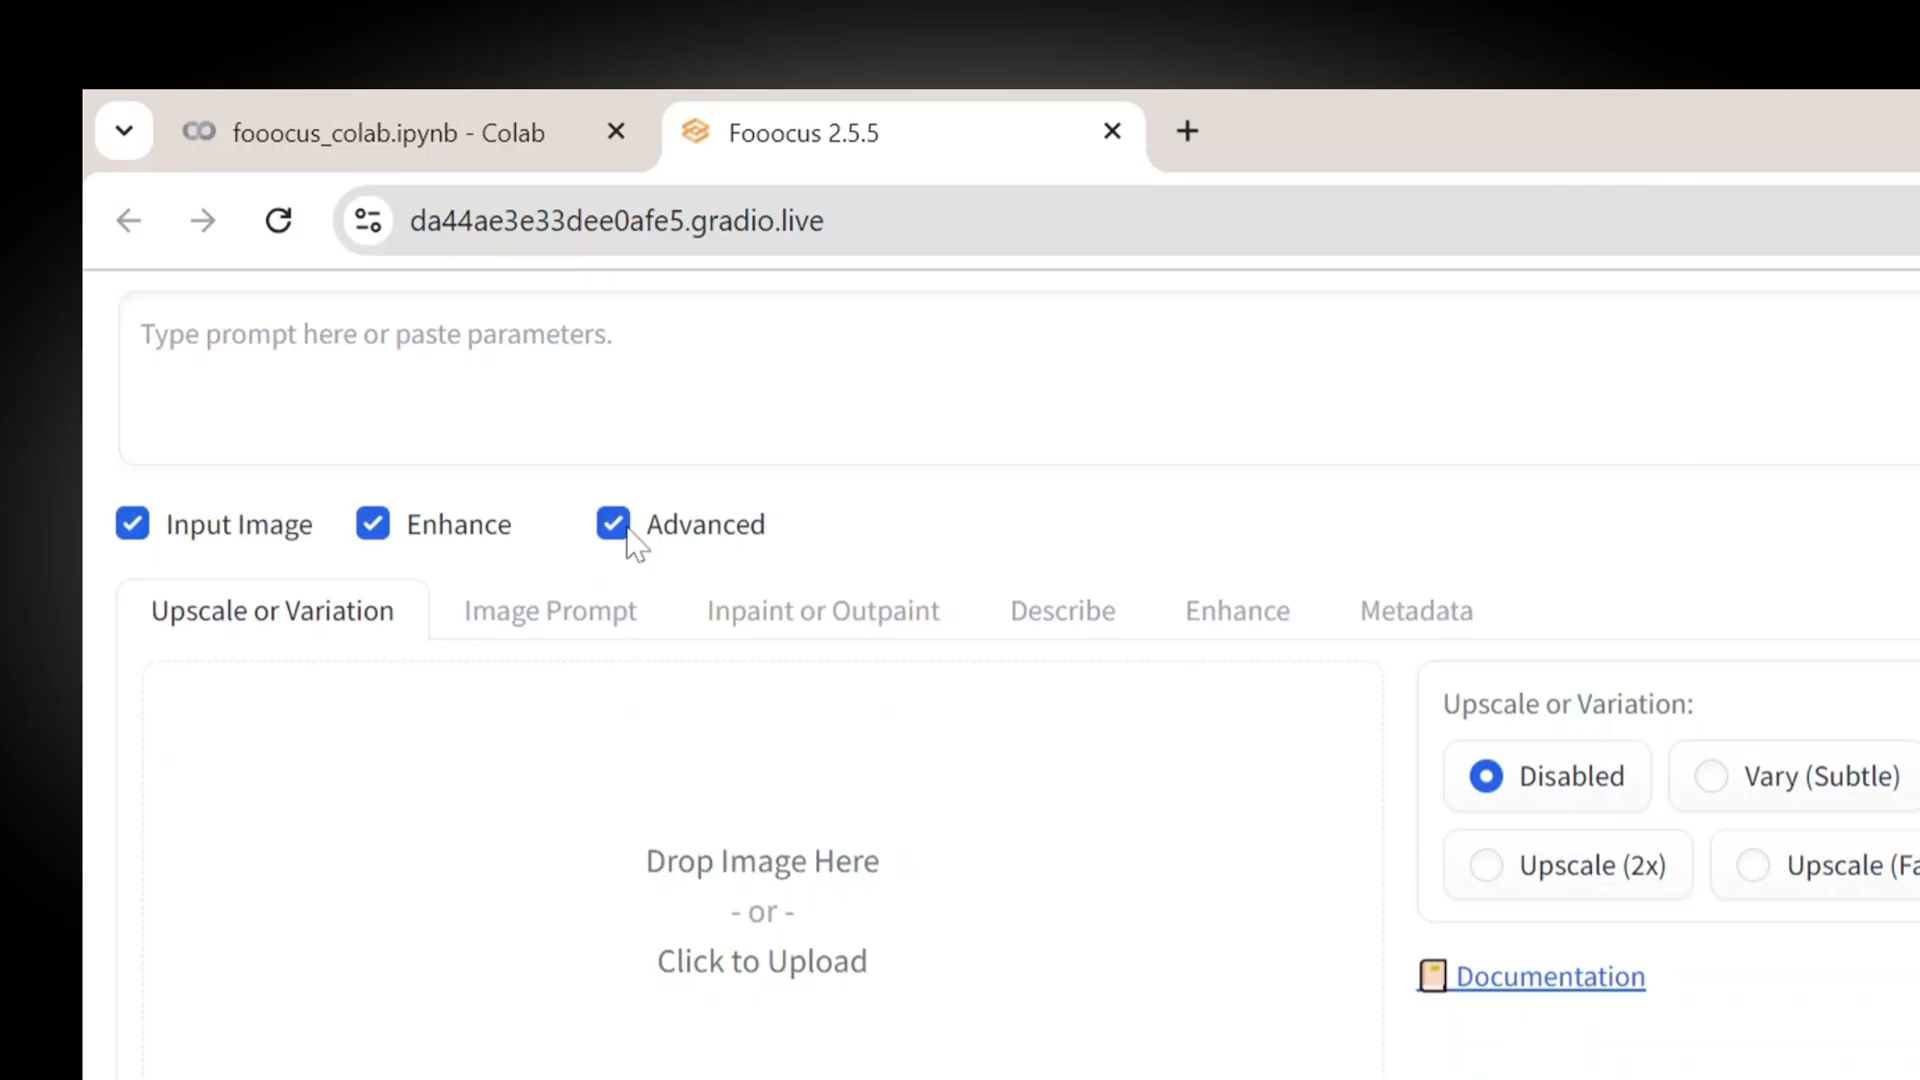 fooocus_colab.ipynb - Colab
Fooocus 2.5.5
da44ae3e33dee0afe5.gradio.live
Type prompt here or paste parameters.
Input Image
Enhance
Advanced
Upscale or Variation
Image Prompt
Inpaint or Outpaint
Describe
Enhance
Metadata
Drop Image Here
- or -
Click to Upload
Upscale or Variation:
Disabled
Vary (Subtle)
Upscale (2x)
Upscale (Fa
Documentation